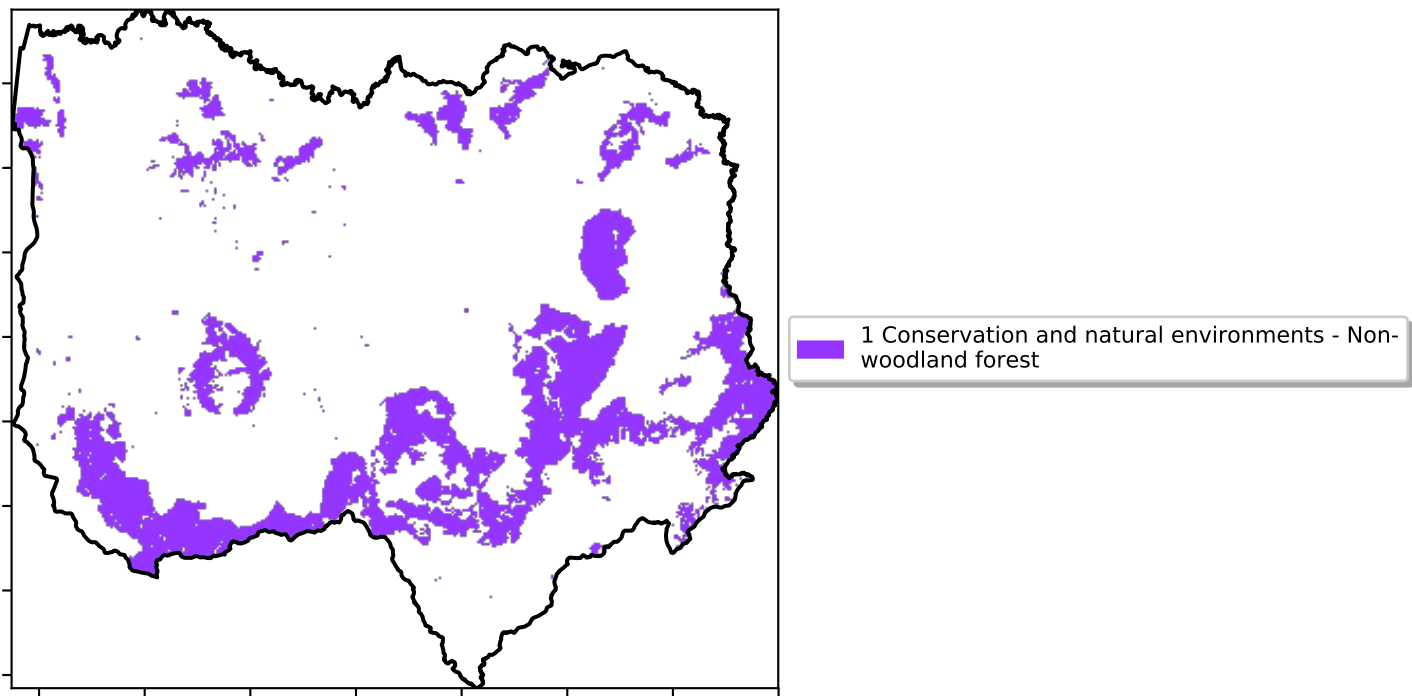 1 Conservation and natural environments - Non-
woodland forest